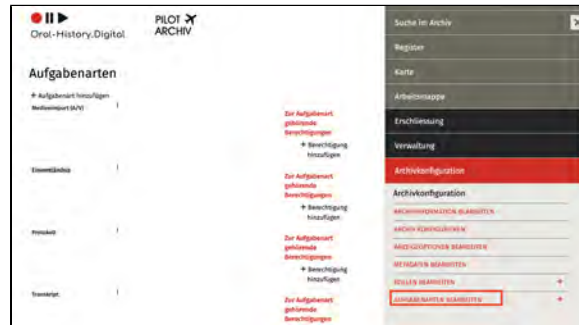 Oral-History.Digital
PILOT
ARCHIV
Aufgabenarten
+ Aufgabenart hinzufügen
Medienimport (A/V)
Zur Aufgabenart
gehörende
Berechtigungen
+ Berechtigung
hinzufügen
Einverständnis
Zur Aufgabenart
gehörende
Berechtigungen
+ Berechtigung
hinzufügen
Protokoll
Zur Aufgabenart
gehörende
Berechtigungen
+ Berechtigung
hinzufügen
Transkript
Zur Aufgabenart
gehörende
Berechtigungen
Suche im Archiv
Register
Karte
Arbeitsmappe
Erschliessung
Verwaltung
Archivkonfiguration
Archivkonfiguration
ARCHIVINFORMATION BEARBEITEN
ARCHIV KONFIGURIEREN
ANZEIGEOPTIONEN BEARBEITEN
METADATEN BEARBEITEN
ROLLEN BEARBEITEN +
AUFGABENARTEN BEARBEITEN +